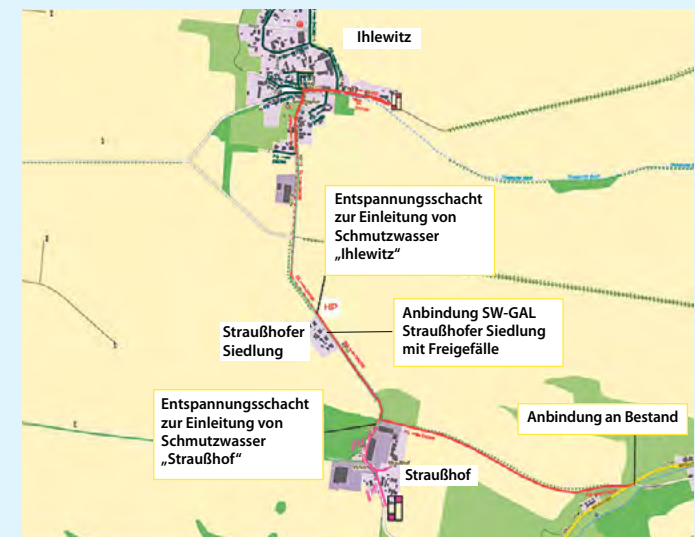 Ihlewitz
Entspannungsschacht
zur Einleitung von
Schmutzwasser
„Ihlewitz“
HP
Anbindung SW-GAL
Straußhofer Siedlung
mit Freigefälle
Straußhofer
Siedlung
Entspannungsschacht
zur Einleitung von
Schmutzwasser
„Straußhof“
Anbindung an Bestand
Straußhof